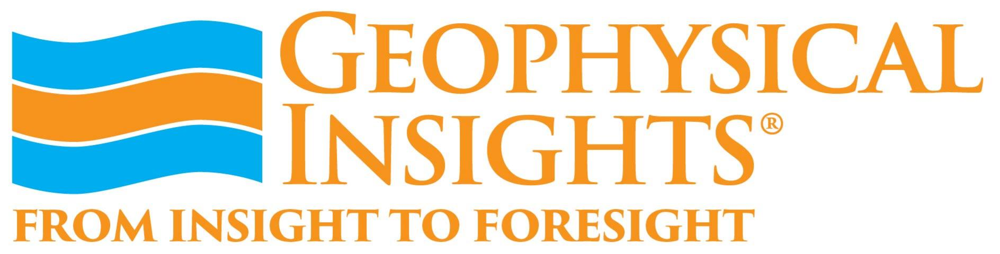 GEOPHYSICAL
INSIGHTS®
FROM INSIGHT TO FORESIGHT